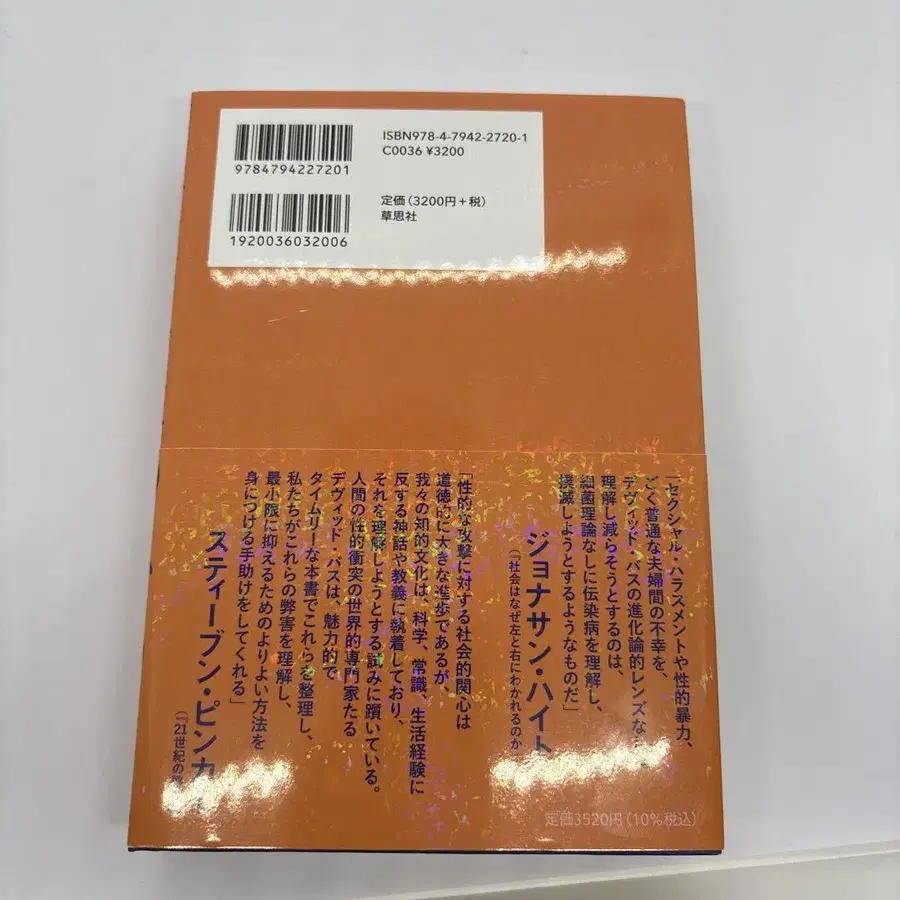 ISBN978-4-7942-2720-1
C0036 ¥3200
9784794227201
定価(3200円+税)
草思社
1920036032006
「セクシャル・ハラスメントや性的暴力、
ごく普通な夫婦間の不幸を、
デヴィッド・バスの進化論的レンズな
理解し減らそうとするのは、
細菌理論なしに伝染病を理解し、
撲滅しようとするようなものだ」
ジョナサン・ハイト
(『社会はなぜ左と右にわかれるのか
「性的な攻撃に対する社会的関心は
道徳的に大きな進歩であるが、
我々の知的文化は、科学、常識、生活経験に
反する神話や教義に執着しており、
それを理解しようとする試みに躓いている。
人間の性的衝突の世界的専門家たる
デヴィッド・バスは、魅力的で
タイムリーな本書でこれらを整理し、
私たちがこれらの弊害を理解し、
最小限に抑えるためのよりよい方法を
身につける手助けをしてくれる」
スティーブン・ピンカー
(『21世紀の
定価3520円(10%税込)